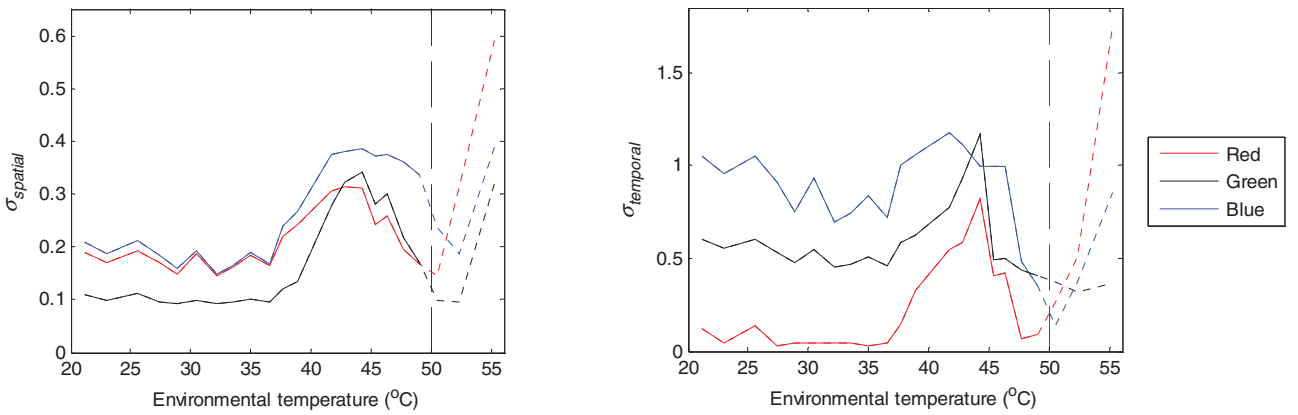 0.6
0.5
0.4
0.3
0.2
0.1
0
σspatial
20 25 30 35 40 45 50 55
Environmental temperature (°C)
1.5
1
0.5
0
σtemporal
20 25 30 35 40 45 50 55
Environmental temperature (°C)
Red
Green
Blue